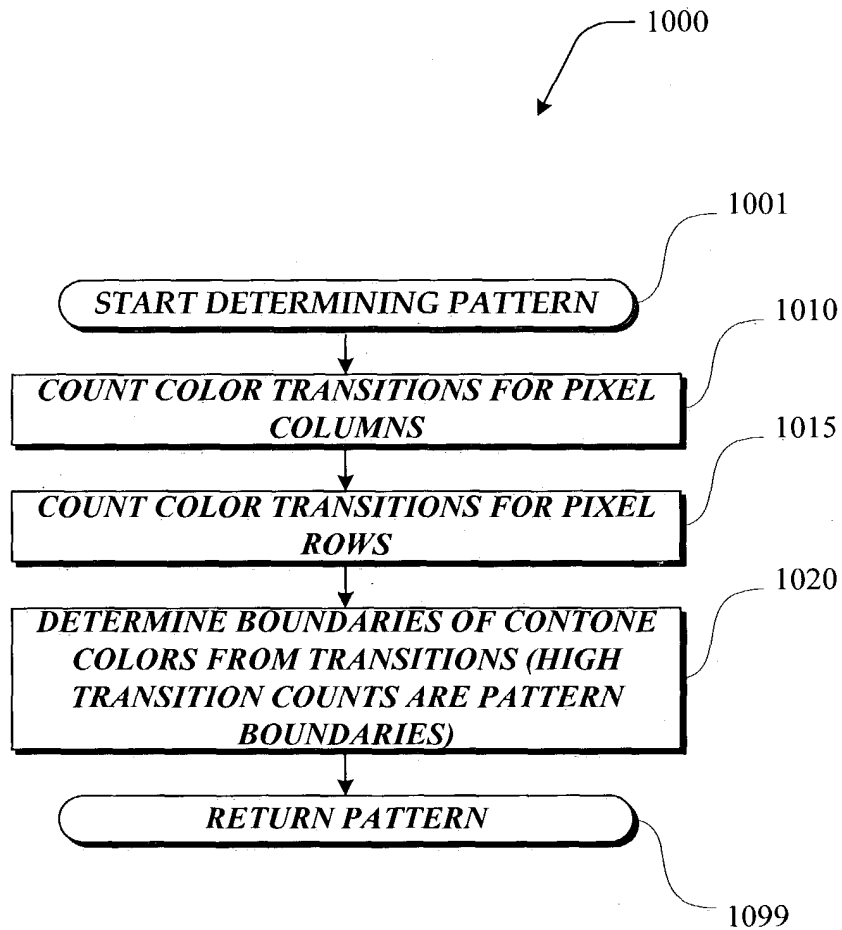 1000
1001
START DETERMINING PATTERN
1010
COUNT COLOR TRANSITIONS FOR PIXEL
COLUMNS
1015
COUNT COLOR TRANSITIONS FOR PIXEL
ROWS
1020
DETERMINE BOUNDARIES OF CONTONE
COLORS FROM TRANSITIONS (HIGH
TRANSITION COUNTS ARE PATTERN
BOUNDARIES)
RETURN PATTERN
1099